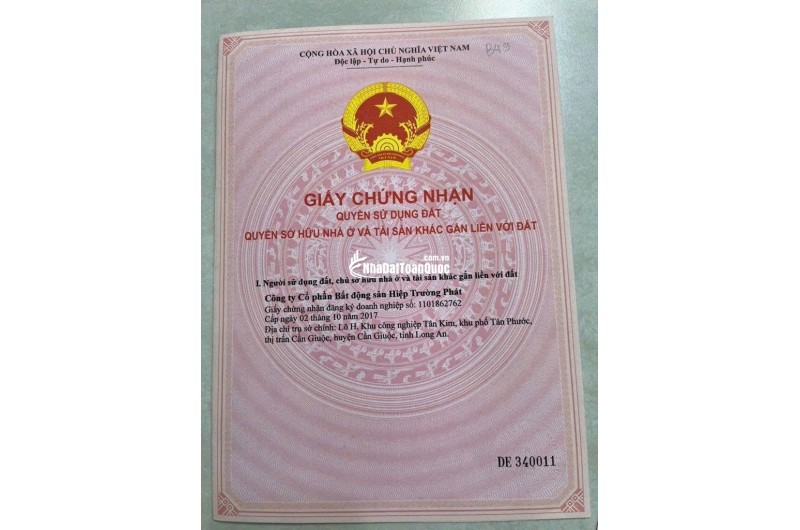 CỘNG HÒA XÃ HỘI CHỦ NGHĨA VIỆT NAM
Độc lập - Tự do - Hạnh phúc
B49
GIẤY CHỨNG NHẬN
QUYỀN SỬ DỤNG ĐẤT
QUYỀN SỞ HỮU NHÀ Ở VÀ TÀI SẢN KHÁC GẮN LIỀN VỚI ĐẤT
NhaDatToanQuoc.com.vn
I. Người sử dụng đất, chủ sở hữu nhà ở và tài sản khác gắn liền với đất
Công ty Cổ phần Bất động sản Hiệp Trường Phát
Giấy chứng nhận đăng ký doanh nghiệp số: 1101862762
Cấp ngày 02 tháng 10 năm 2017
Địa chỉ trụ sở chính: Lô H, Khu công nghiệp Tân Kim, khu phố Tân Phước,
thị trấn Cần Giuộc, huyện Cần Giuộc, tỉnh Long An.
DE 340011